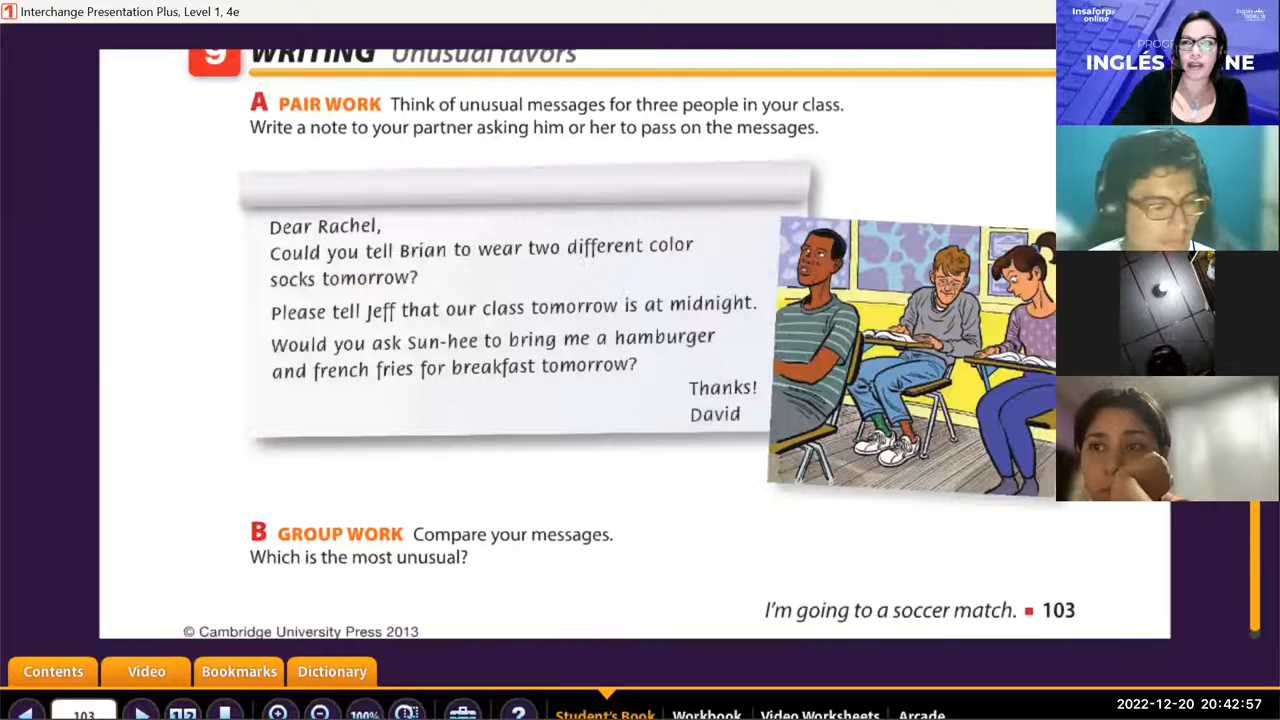 Interchange Presentation Plus, Level 1, 4e
Insaforp
online
INGLÉS
NE
9 WRITING Unusual favors
A PAIR WORK Think of unusual messages for three people in your class.
Write a note to your partner asking him or her to pass on the messages.
Dear Rachel,
Could you tell Brian to wear two different color
socks tomorrow?
Please tell Jeff that our class tomorrow is at midnight.
Would you ask Sun-hee to bring me a hamburger
and french fries for breakfast tomorrow?
Thanks!
David
B GROUP WORK Compare your messages.
Which is the most unusual?
I'm going to a soccer match. ■ 103
© Cambridge University Press 2013
Contents Video Bookmarks Dictionary
103 100% ? Student's Book Workbook Video Worksheets Arcade
2022-12-20 20:42:57